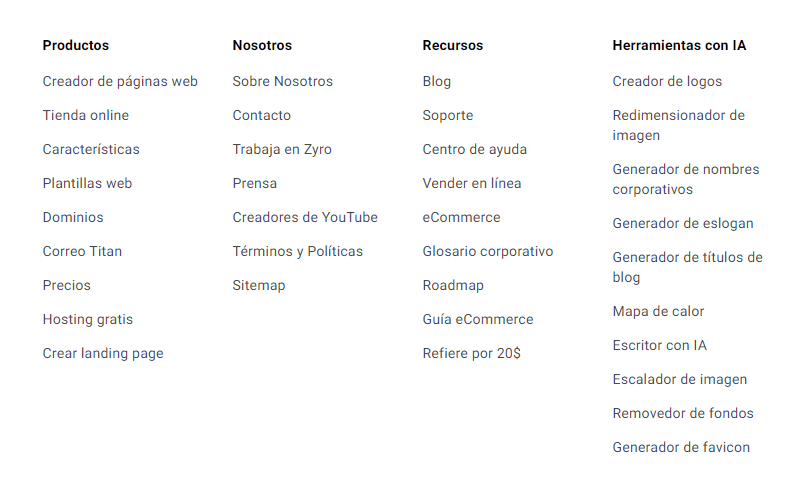 Productos
Creador de páginas web
Tienda online
Características
Plantillas web
Dominios
Correo Titan
Precios
Hosting gratis
Crear landing page
Nosotros
Sobre Nosotros
Contacto
Trabaja en Zyro
Prensa
Creadores de YouTube
Términos y Políticas
Sitemap
Recursos
Blog
Soporte
Centro de ayuda
Vender en línea
eCommerce
Glosario corporativo
Roadmap
Guía eCommerce
Refiere por 20$
Herramientas con IA
Creador de logos
Redimensionador de
imagen
Generador de nombres
corporativos
Generador de eslogan
Generador de títulos de
blog
Mapa de calor
Escritor con IA
Escalador de imagen
Removedor de fondos
Generador de favicon